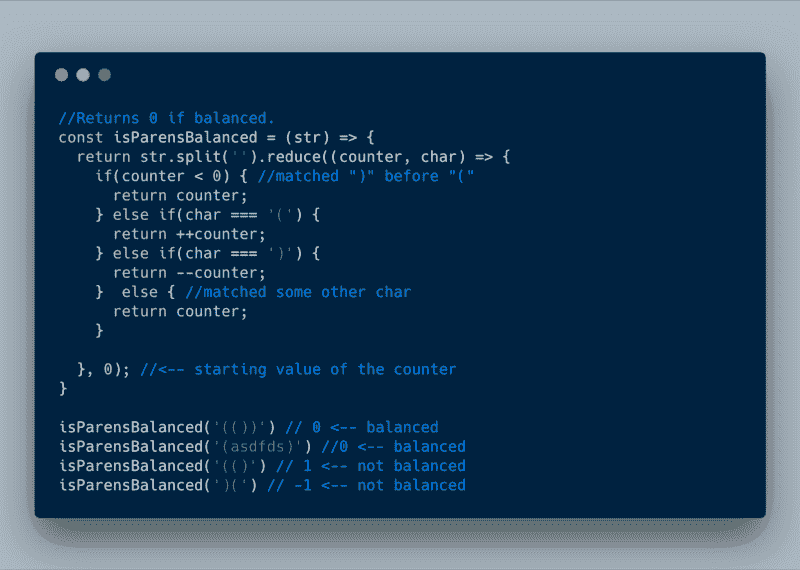 //Returns 0 if balanced.
const isParensBalanced = (str) => {
  return str.split('').reduce((counter, char) => {
    if(counter < 0) { //matched ")" before "("
      return counter;
    } else if(char === '(') {
      return ++counter;
    } else if(char === ')') {
      return --counter;
    }  else { //matched some other char
      return counter;
    }

  }, 0); //<-- starting value of the counter
}

isParensBalanced('(())') // 0 <-- balanced
isParensBalanced('(asdfds)') //0 <-- balanced
isParensBalanced('(()') // 1 <-- not balanced
isParensBalanced(')(') // -1 <-- not balanced